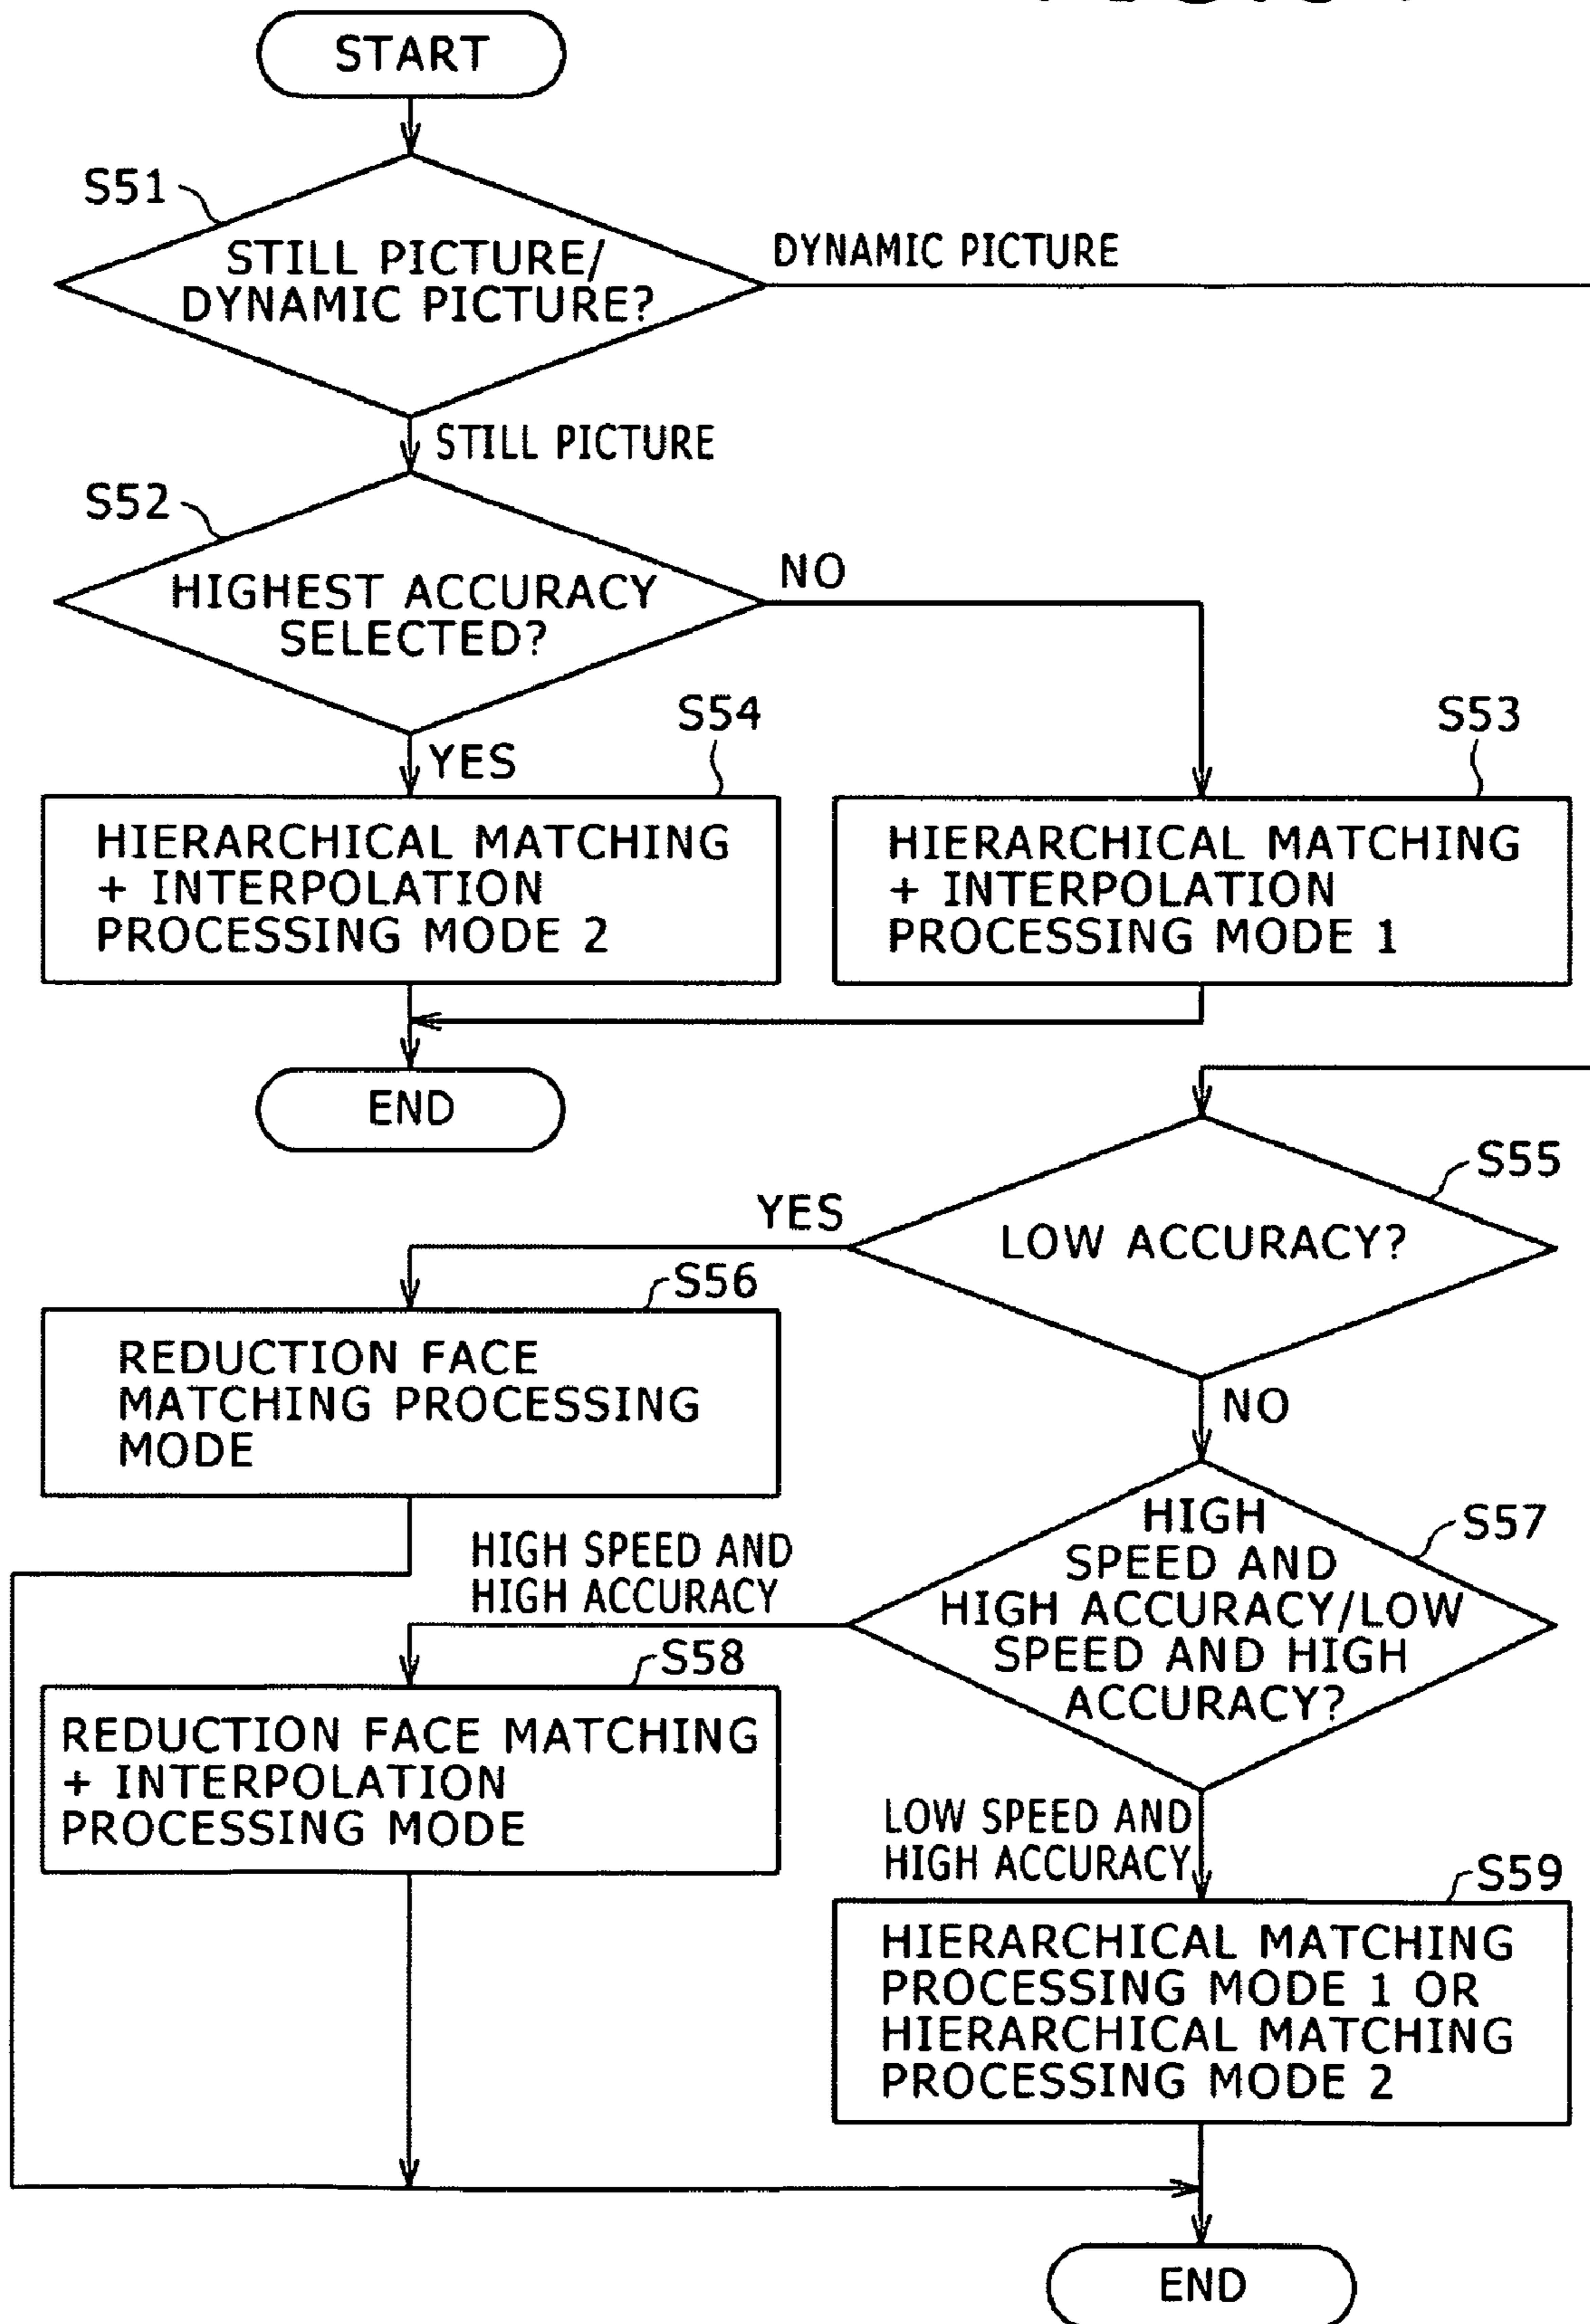 START
S51
STILL PICTURE/
DYNAMIC PICTURE?
DYNAMIC PICTURE
STILL PICTURE
S52
HIGHEST ACCURACY
SELECTED?
NO
YES
S54
S53
HIERARCHICAL MATCHING
+ INTERPOLATION
PROCESSING MODE 2
HIERARCHICAL MATCHING
+ INTERPOLATION
PROCESSING MODE 1
END
S55
LOW ACCURACY?
YES
NO
S56
REDUCTION FACE
MATCHING PROCESSING
MODE
S57
HIGH
SPEED AND
HIGH ACCURACY/LOW
SPEED AND HIGH
ACCURACY?
HIGH SPEED AND
HIGH ACCURACY
S58
REDUCTION FACE MATCHING
+ INTERPOLATION
PROCESSING MODE
LOW SPEED AND
HIGH ACCURACY
S59
HIERARCHICAL MATCHING
PROCESSING MODE 1 OR
HIERARCHICAL MATCHING
PROCESSING MODE 2
END